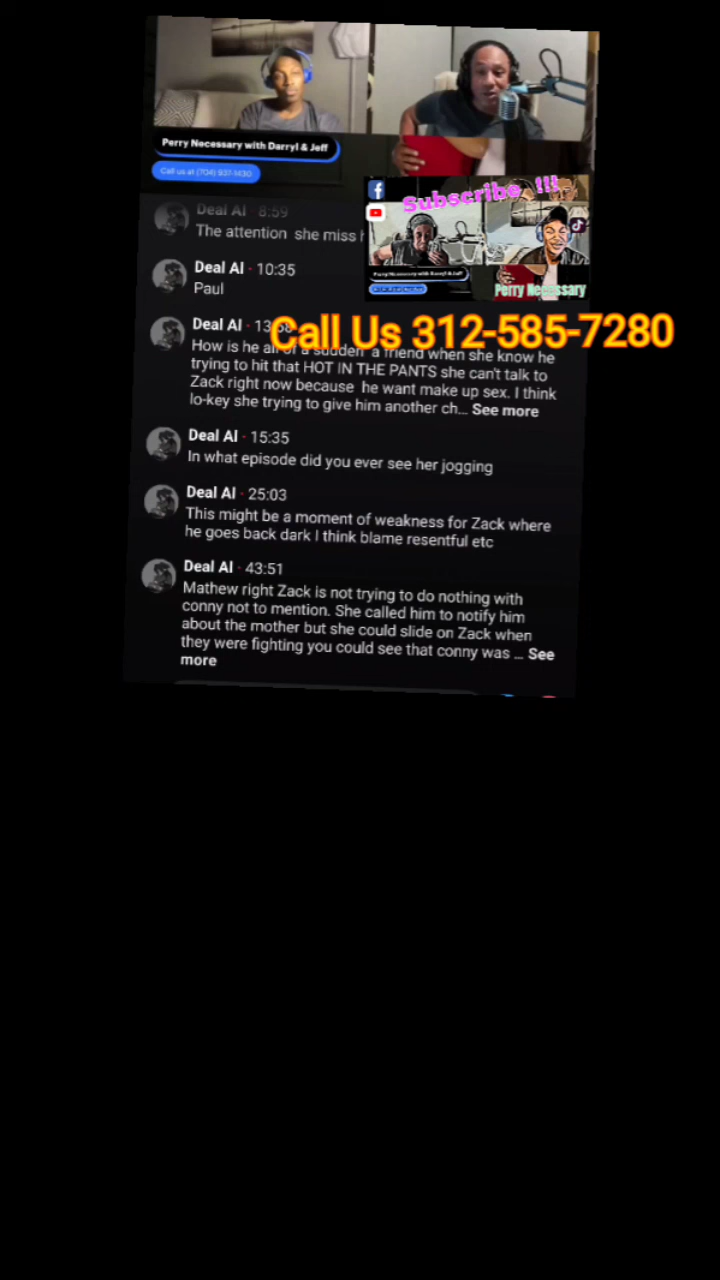 Perry Necessary with Darryl & Jeff
Call us at (704) 937-1430
Subscribe !!!
Perry Necessary with Darryl & Jeff
Perry Necessary
Deal Al · 8:59
The attention she miss
Deal Al · 10:35
Paul
Call Us 312-585-7280
Deal Al · 13:58
How is he all of a sudden a friend when she know he
trying to hit that HOT IN THE PANTS she can't talk to
Zack right now because he want make up sex. I think
lo-key she trying to give him another ch... See more
Deal Al · 15:35
In what episode did you ever see her jogging
Deal Al · 25:03
This might be a moment of weakness for Zack where
he goes back dark I think blame resentful etc
Deal Al · 43:51
Mathew right Zack is not trying to do nothing with
conny not to mention. She called him to notify him
about the mother but she could slide on Zack when
they were fighting you could see that conny was ... See
more